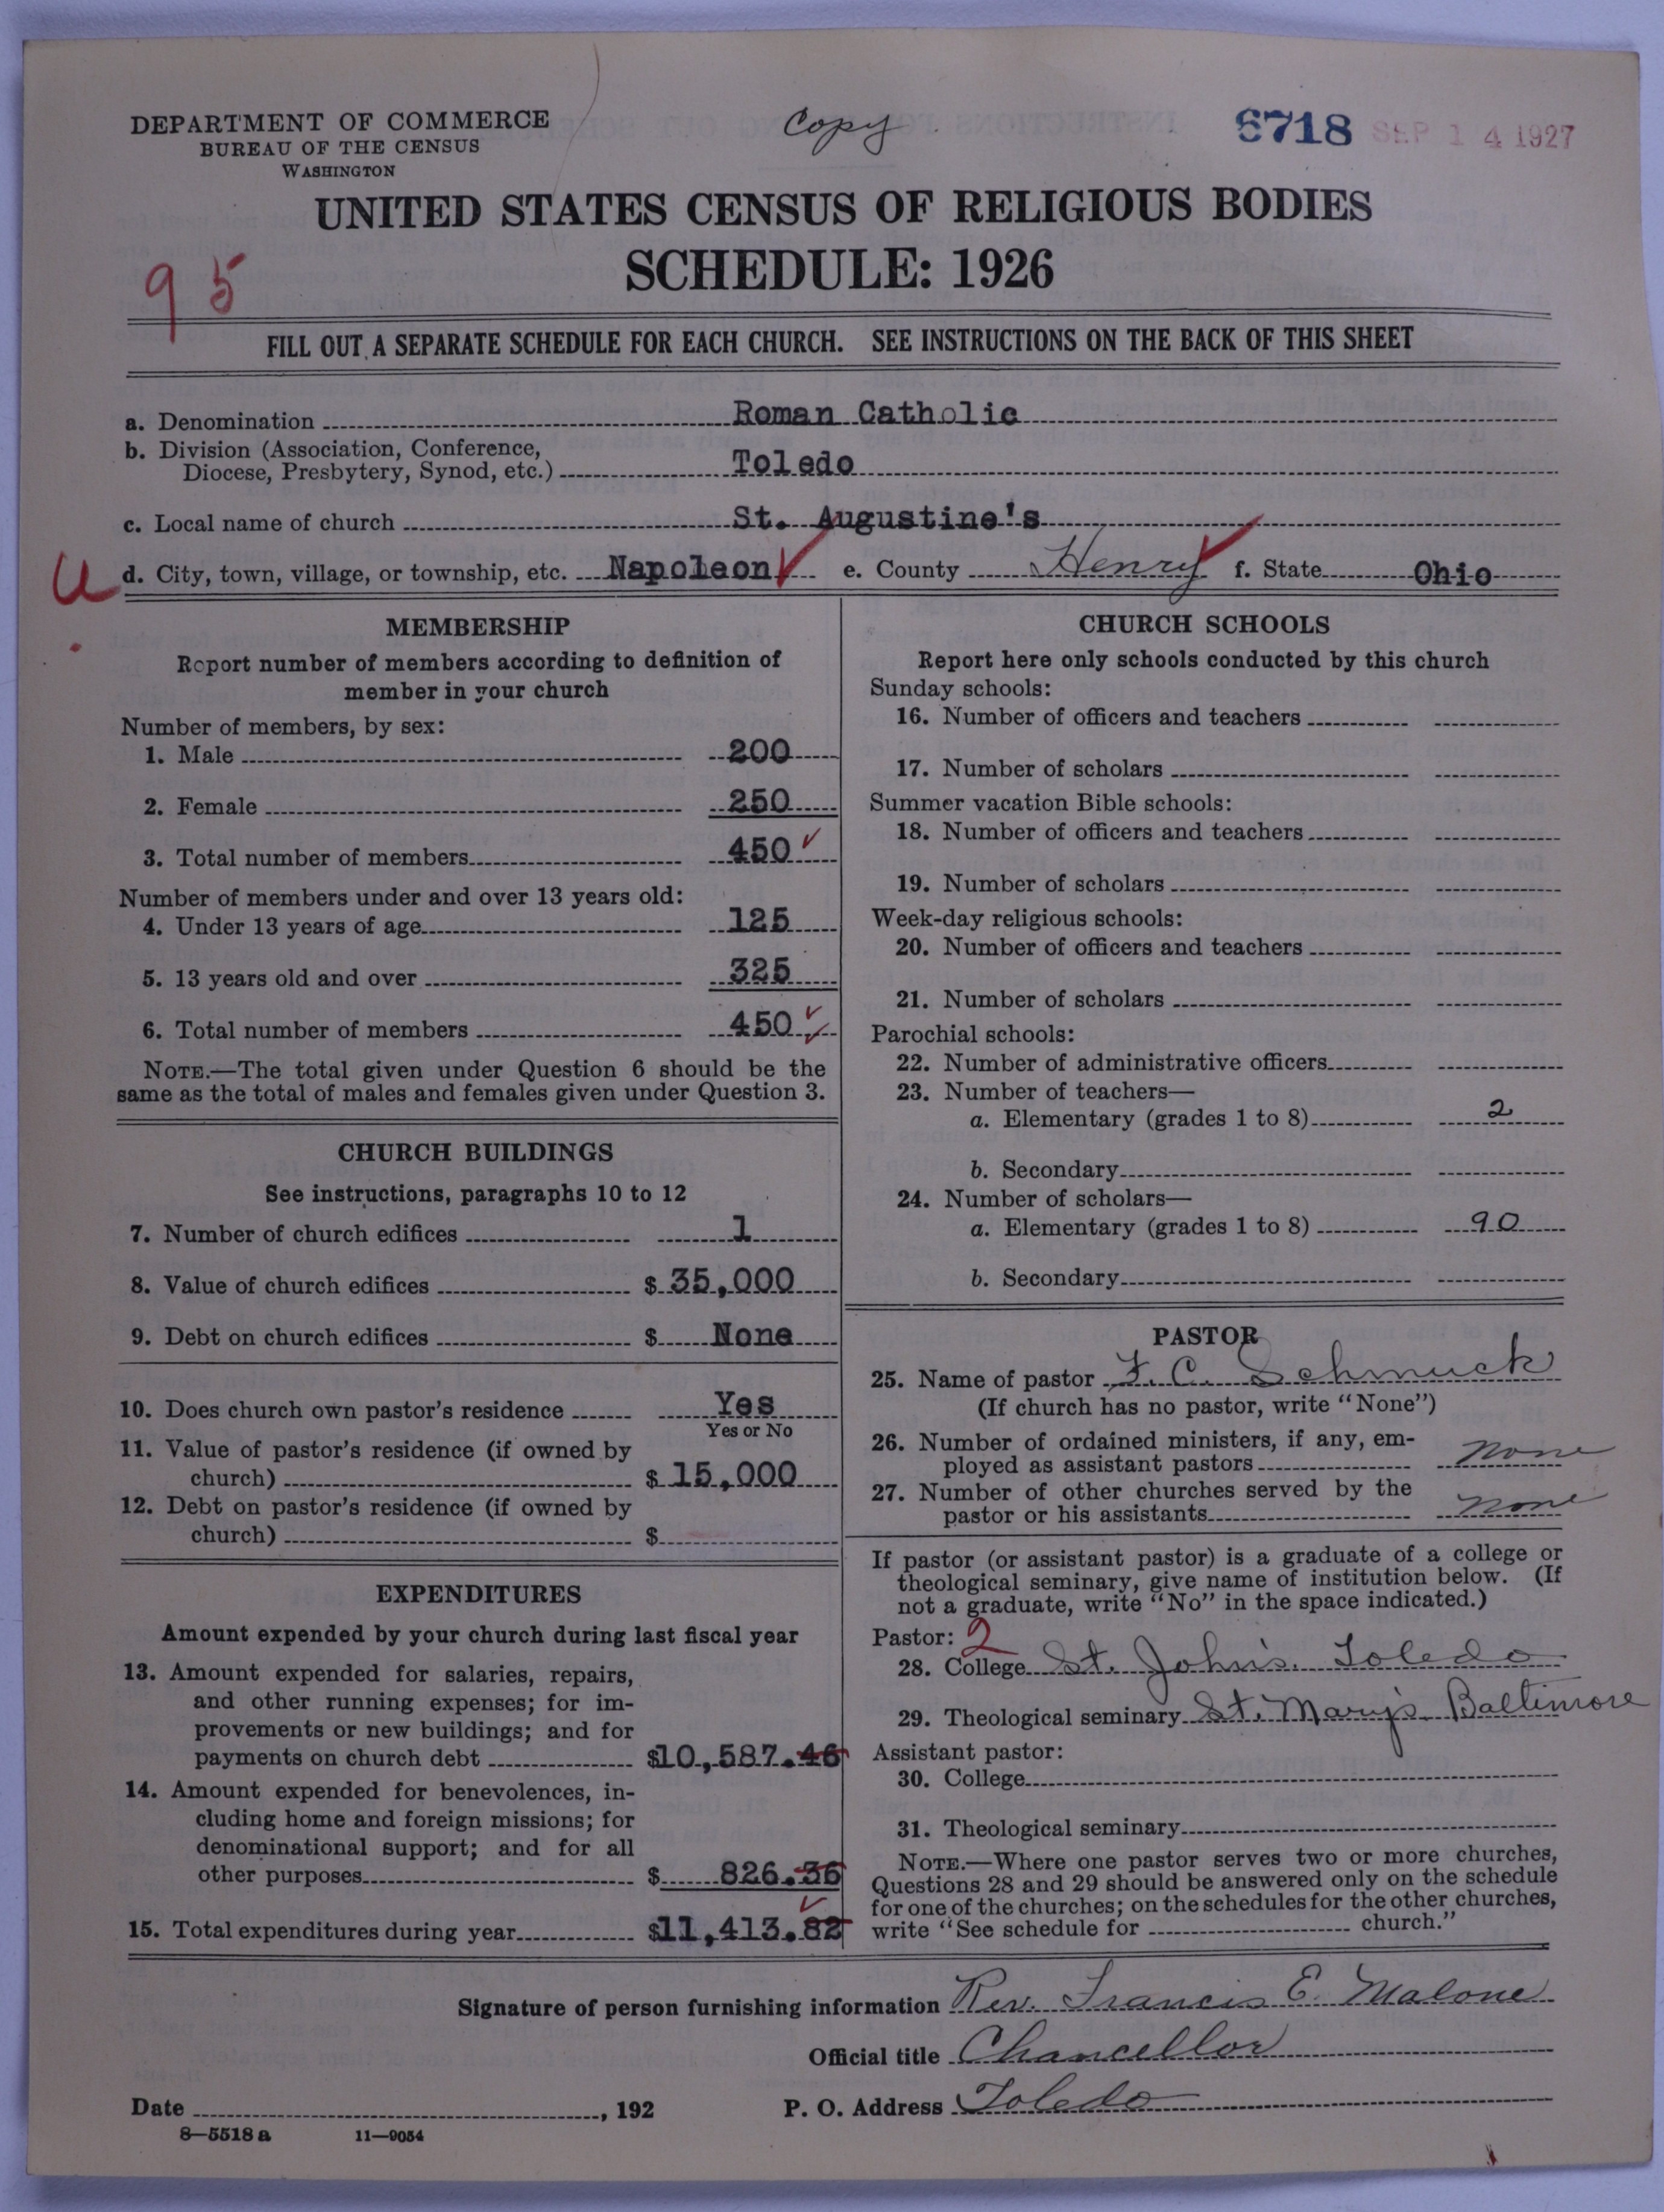 DEPARTMENT OF COMMERCE
BUREAU OF THE CENSUS
WASHINGTON
Copy
6718 SEP 14 1927
UNITED STATES CENSUS OF RELIGIOUS BODIES
SCHEDULE: 1926
95
FILL OUT A SEPARATE SCHEDULE FOR EACH CHURCH. SEE INSTRUCTIONS ON THE BACK OF THIS SHEET
a. Denomination Roman Catholic
b. Division (Association, Conference,
Diocese, Presbytery, Synod, etc.) Toledo
c. Local name of church St. Augustine's
U d. City, town, village, or township, etc. Napoleon e. County Henry f. State Ohio
MEMBERSHIP
Report number of members according to definition of
member in your church
Number of members, by sex:
1. Male 200
2. Female 250
3. Total number of members 450 ✓
Number of members under and over 13 years old:
4. Under 13 years of age 125
5. 13 years old and over 325
6. Total number of members 450 ✓
NOTE.—The total given under Question 6 should be the
same as the total of males and females given under Question 3.
CHURCH BUILDINGS
See instructions, paragraphs 10 to 12
7. Number of church edifices 1
8. Value of church edifices $ 35,000
9. Debt on church edifices $ None
10. Does church own pastor's residence Yes
Yes or No
11. Value of pastor's residence (if owned by
church) $ 15,000
12. Debt on pastor's residence (if owned by
church) $
EXPENDITURES
Amount expended by your church during last fiscal year
13. Amount expended for salaries, repairs,
and other running expenses; for im-
provements or new buildings; and for
payments on church debt $10,587.46
14. Amount expended for benevolences, in-
cluding home and foreign missions; for
denominational support; and for all
other purposes $ 826.36
15. Total expenditures during year $11,413.82
CHURCH SCHOOLS
Report here only schools conducted by this church
Sunday schools:
16. Number of officers and teachers
17. Number of scholars
Summer vacation Bible schools:
18. Number of officers and teachers
19. Number of scholars
Week-day religious schools:
20. Number of officers and teachers
21. Number of scholars
Parochial schools:
22. Number of administrative officers
23. Number of teachers—
a. Elementary (grades 1 to 8) 2
b. Secondary
24. Number of scholars—
a. Elementary (grades 1 to 8) 90
b. Secondary
PASTOR
25. Name of pastor F. C. Schmuck
(If church has no pastor, write "None")
26. Number of ordained ministers, if any, em-
ployed as assistant pastors none
27. Number of other churches served by the
pastor or his assistants none
If pastor (or assistant pastor) is a graduate of a college or
theological seminary, give name of institution below. (If
not a graduate, write "No" in the space indicated.)
Pastor: 2
28. College St. John's. Toledo
29. Theological seminary St. Mary's Baltimore
Assistant pastor:
30. College
31. Theological seminary
NOTE.—Where one pastor serves two or more churches,
Questions 28 and 29 should be answered only on the schedule
for one of the churches; on the schedules for the other churches,
write "See schedule for church."
Signature of person furnishing information Rev. Francis E. Malone
Official title Chancellor
Date , 192 P. O. Address Toledo
8—5518 a 11—9054